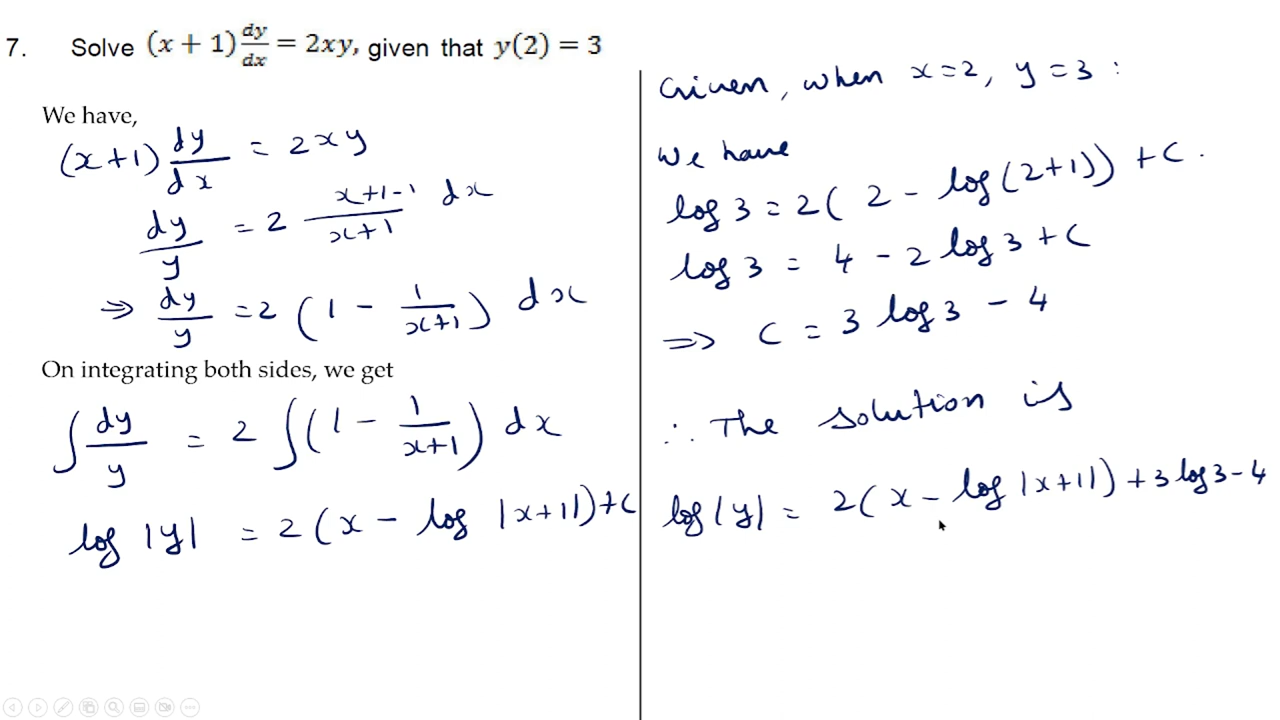 7. Solve (x + 1) dy/dx = 2xy, given that y(2) = 3
We have,
(x+1) dy/dx = 2xy
dy/y = 2 (x+1-1)/(x+1) dx
⇒ dy/y = 2 (1 - 1/(x+1)) dx
On integrating both sides, we get
∫ dy/y = 2 ∫(1 - 1/(x+1)) dx
log |y| = 2(x - log |x+1|)+c
Given, when x=2, y=3 :
We have
log 3 = 2( 2 - log(2+1)) +c.
log 3 = 4 - 2 log 3 + c
⇒ c = 3 log 3 - 4
∴ The solution is
log |y| = 2(x - log |x+1|) + 3 log 3 - 4